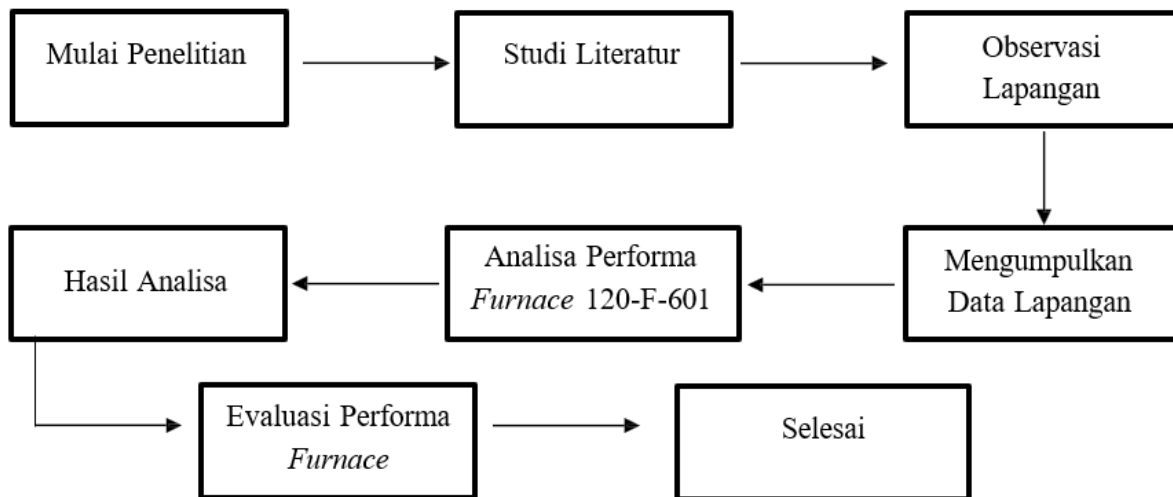 Mulai Penelitian
Studi Literatur
Observasi
Lapangan
Mengumpulkan
Data Lapangan
Analisa Performa
Furnace 120-F-601
Hasil Analisa
Evaluasi Performa
Furnace
Selesai